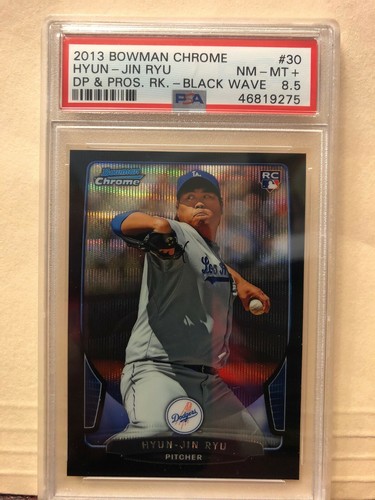 2013 BOWMAN CHROME #30
HYUN-JIN RYU NM-MT+
DP & PROS. RK.-BLACK WAVE 8.5
PSA 46819275
Bowman
Chrome
RC
Los
Dodgers
HYUN-JIN RYU
PITCHER